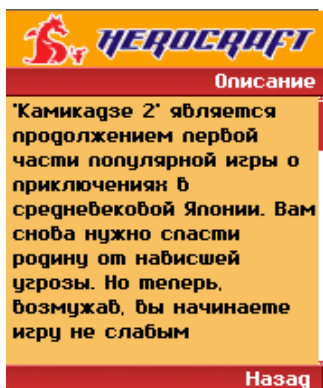 HEROCRAFT
Описание
"Камикадзе 2" является
продолжением первой
части популярной игры о
приключениях в
средневековой Японии. Вам
снова нужно спасти
родину от нависшей
угрозы. Но теперь,
возмужав, вы начинаете
игру не слабым
Назад